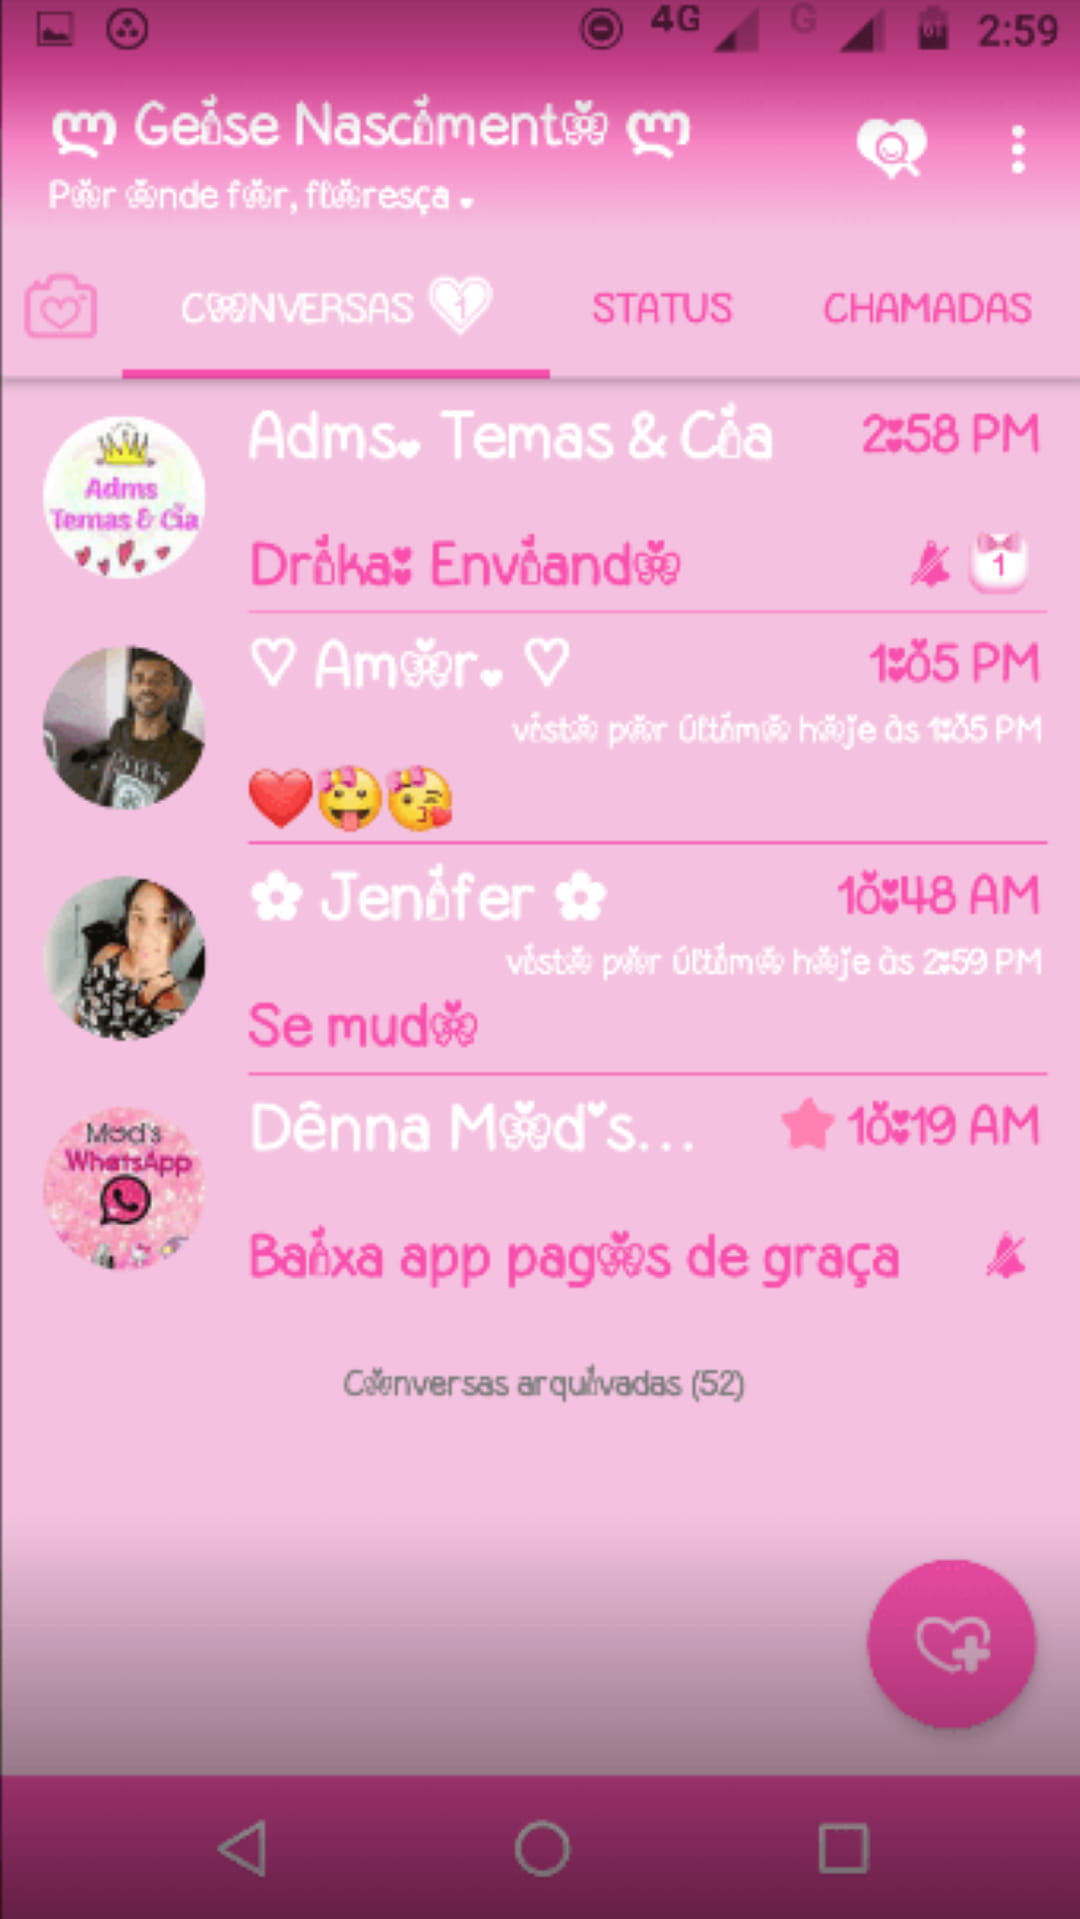 4G G 2:59
ლ Geise Nascimento ლ
Por onde for, floresça
CONVERSAS 1 STATUS CHAMADAS
Adms Temas & Cia
Adms. Temas & Cia 2:58 PM
Drika: Enviando 1
♡ Amor. ♡ 1:05 PM
visto por último hoje às 1:05 PM
❤️😛😘
✿ Jenifer ✿ 10:48 AM
visto por último hoje às 2:59 PM
Se mudo
Mod's
WhatsApp
Dênna Mod's... 10:19 AM
Baixa app pagos de graça
Conversas arquivadas (52)